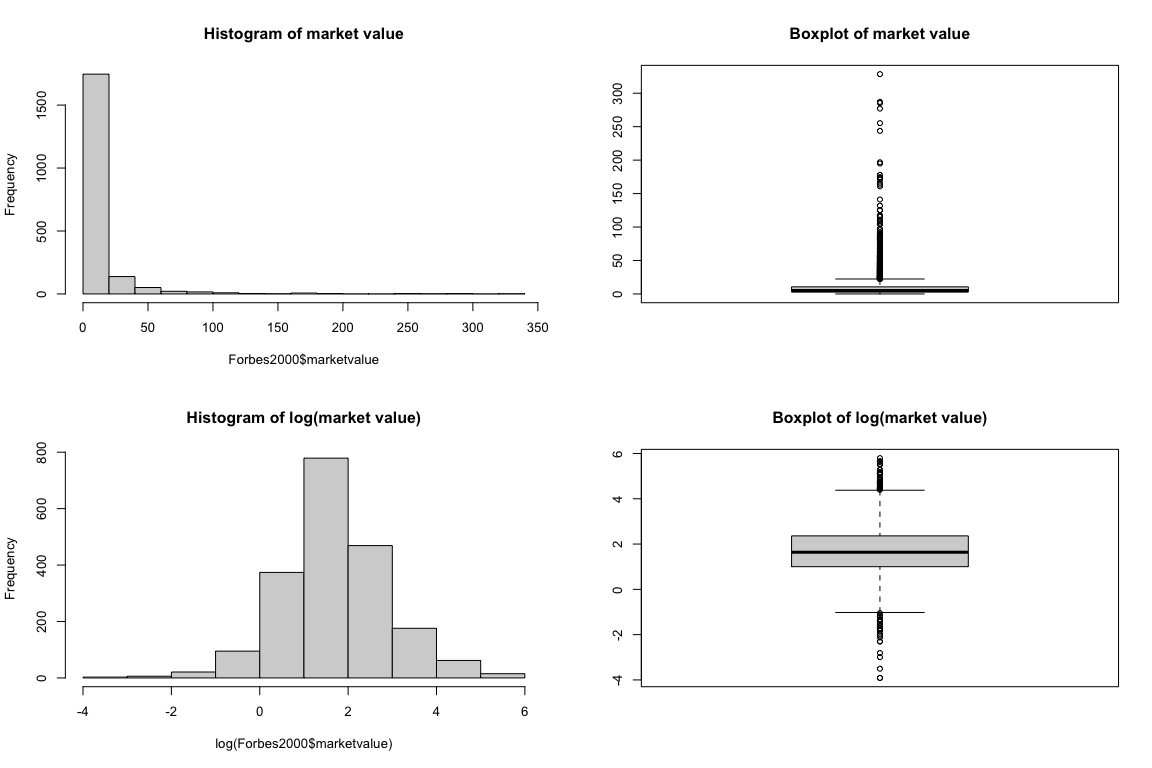 Histogram of market value
Frequency
0 500 1000 1500
0 50 100 150 200 250 300 350
Forbes2000$marketvalue
Boxplot of market value
0 50 100 150 200 250 300
Histogram of log(market value)
Frequency
0 200 400 600 800
-4 -2 0 2 4 6
log(Forbes2000$marketvalue)
Boxplot of log(market value)
-4 -2 0 2 4 6